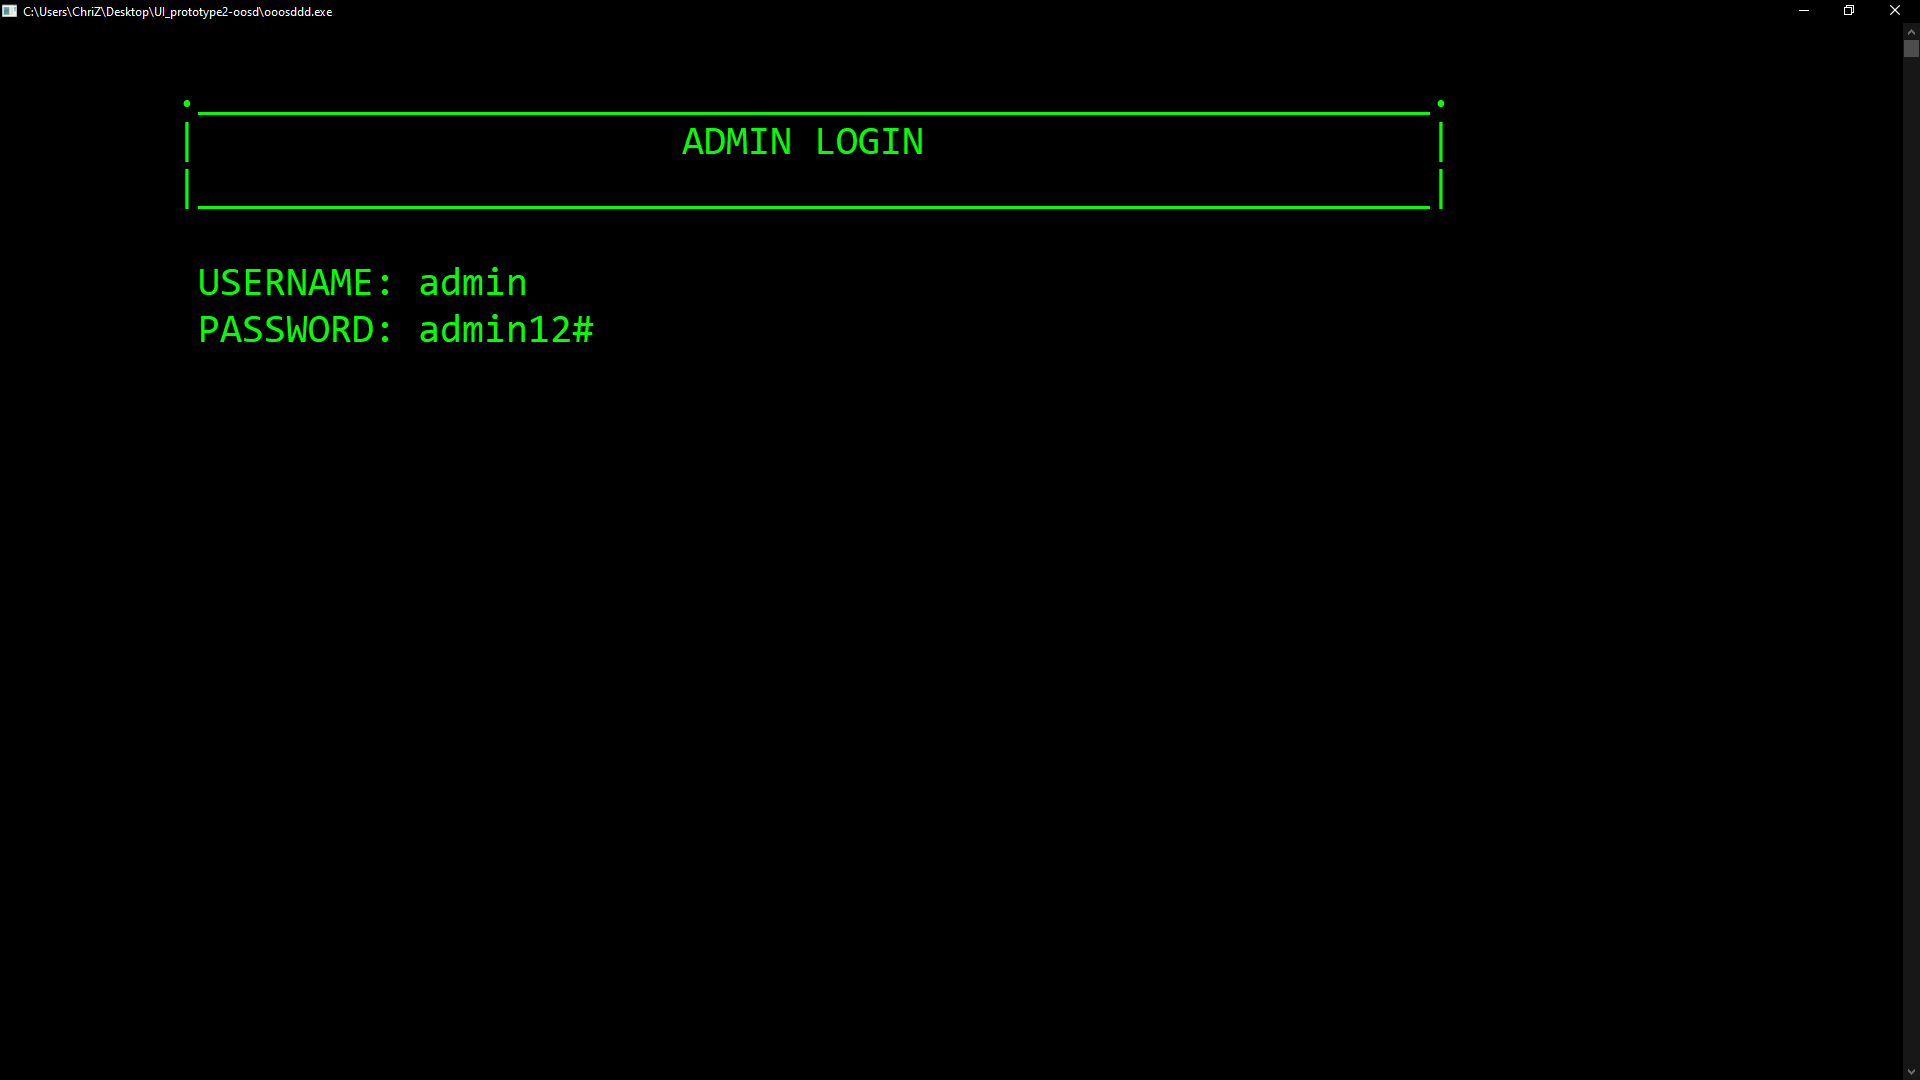 C:\Users\ChriZ\Desktop\UI_prototype2-oosd\ooosddd.exe
ADMIN LOGIN
USERNAME: admin
PASSWORD: admin12#